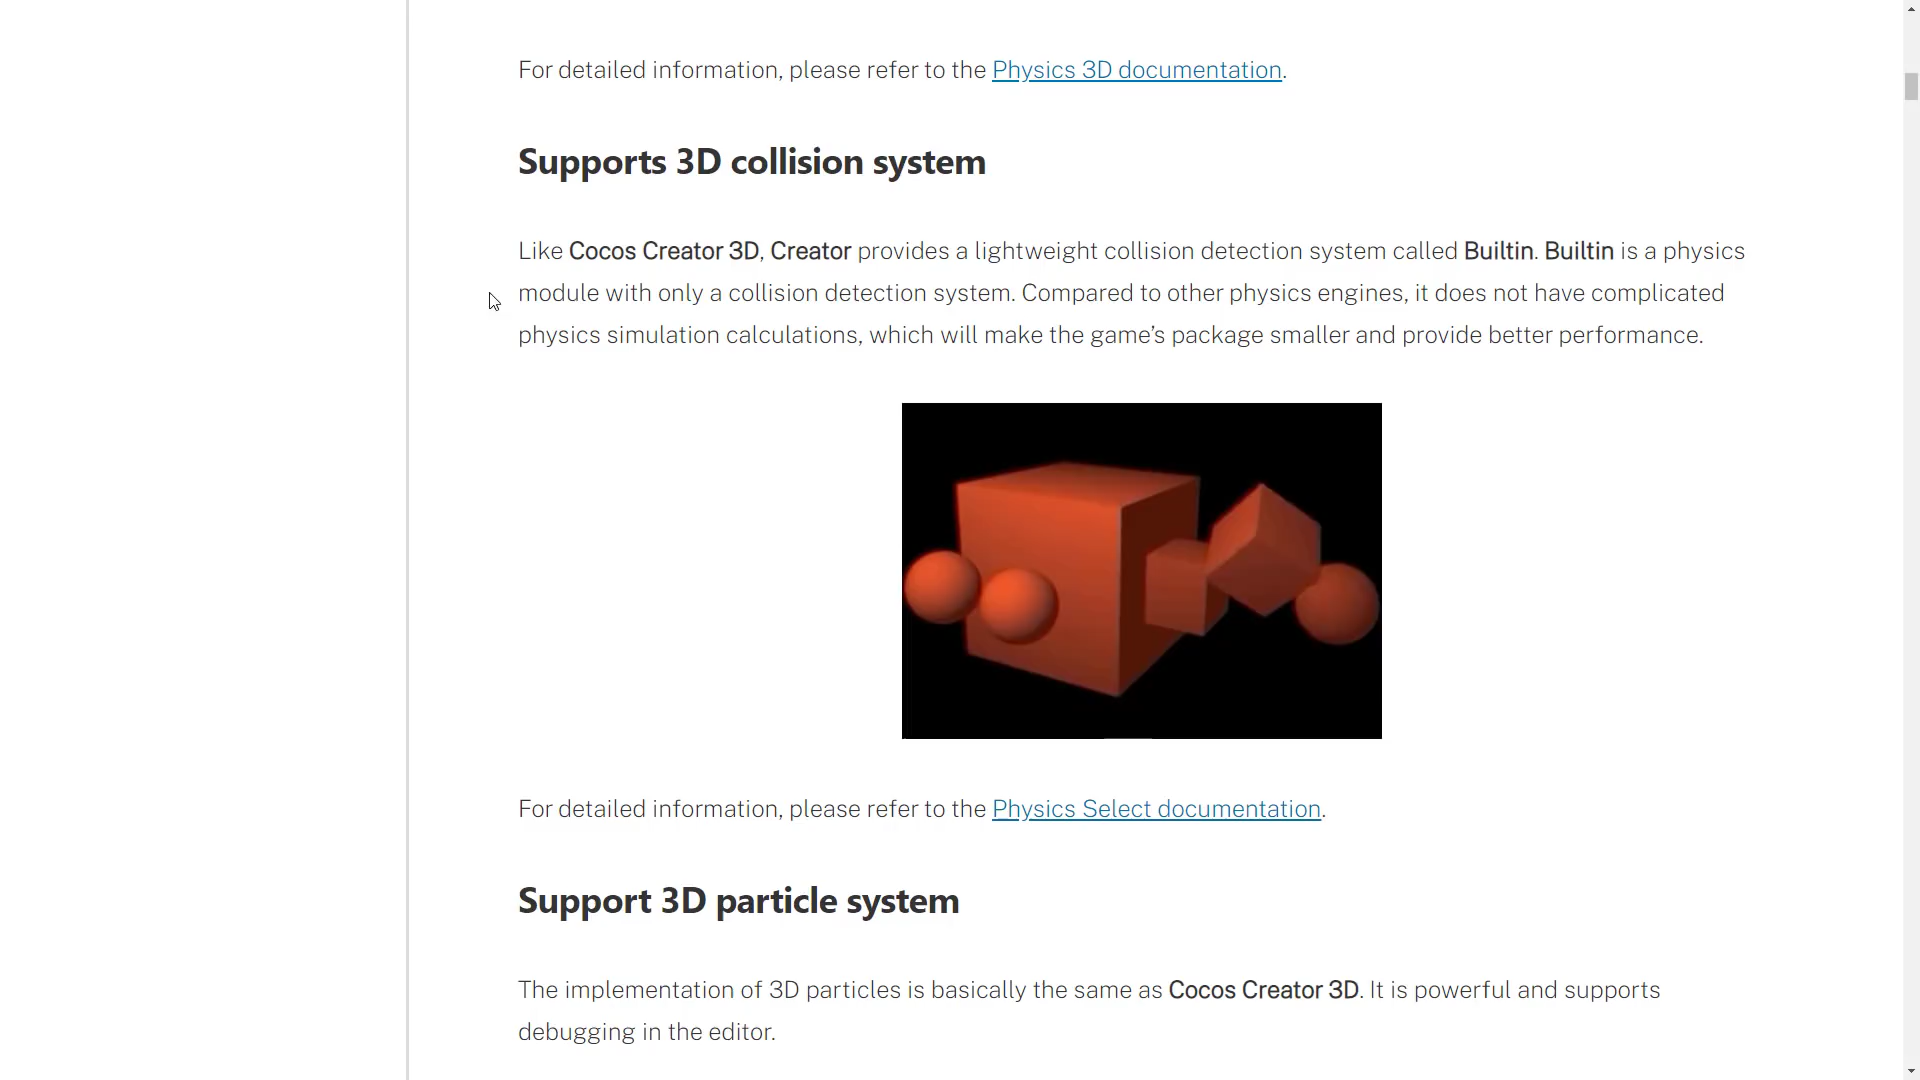 For detailed information, please refer to the Physics 3D documentation.
Supports 3D collision system
Like Cocos Creator 3D, Creator provides a lightweight collision detection system called Builtin. Builtin is a physics
module with only a collision detection system. Compared to other physics engines, it does not have complicated
physics simulation calculations, which will make the game’s package smaller and provide better performance.
For detailed information, please refer to the Physics Select documentation.
Support 3D particle system
The implementation of 3D particles is basically the same as Cocos Creator 3D. It is powerful and supports
debugging in the editor.